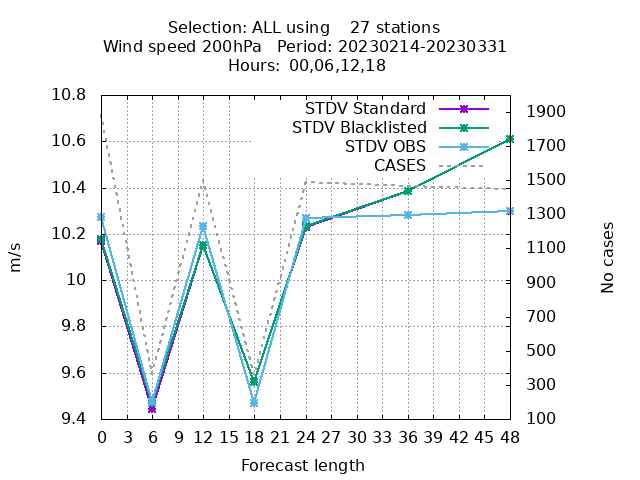 Selection: ALL using    27 stations
Wind speed 200hPa   Period: 20230214-20230331
Hours: 00,06,12,18
STDV Standard
STDV Blacklisted
STDV OBS
CASES
m/s
10.8
10.6
10.4
10.2
10
9.8
9.6
9.4
No cases
1900
1700
1500
1300
1100
900
700
500
300
100
0 3 6 9 12 15 18 21 24 27 30 33 36 39 42 45 48
Forecast length